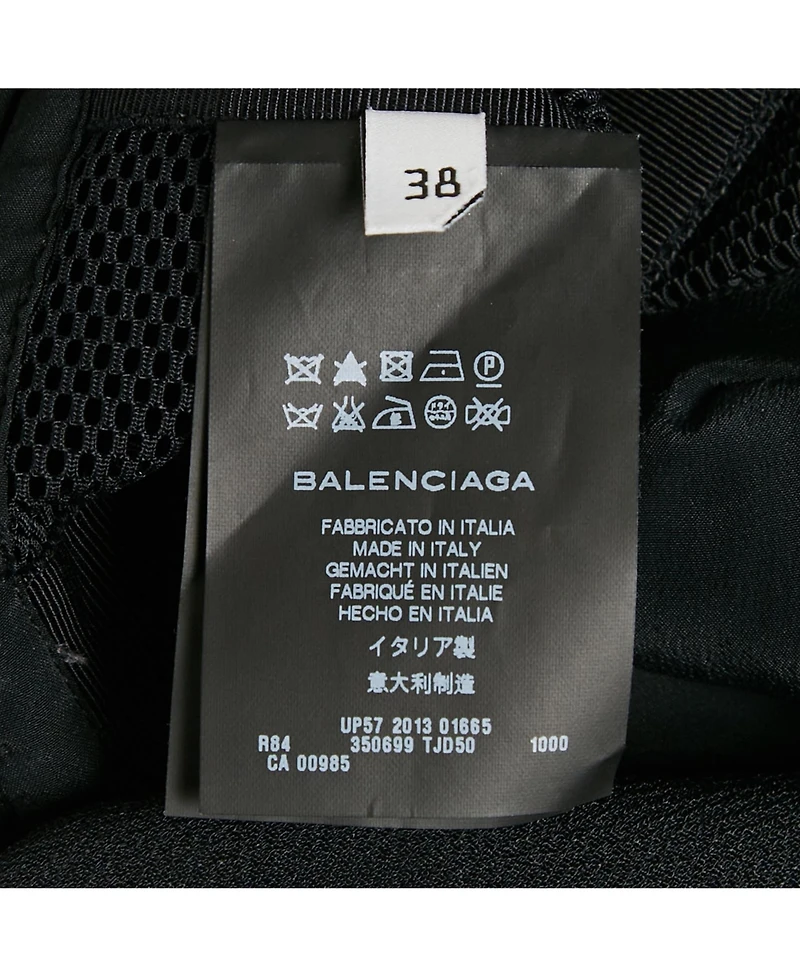 38
P
BALENCIAGA
FABBRICATO IN ITALIA
MADE IN ITALY
GEMACHT IN ITALIEN
FABRIQUÉ EN ITALIE
HECHO EN ITALIA
イタリア製
意大利制造
UP57 2013 01665
R84 350699 TJD50 1000
CA 00985